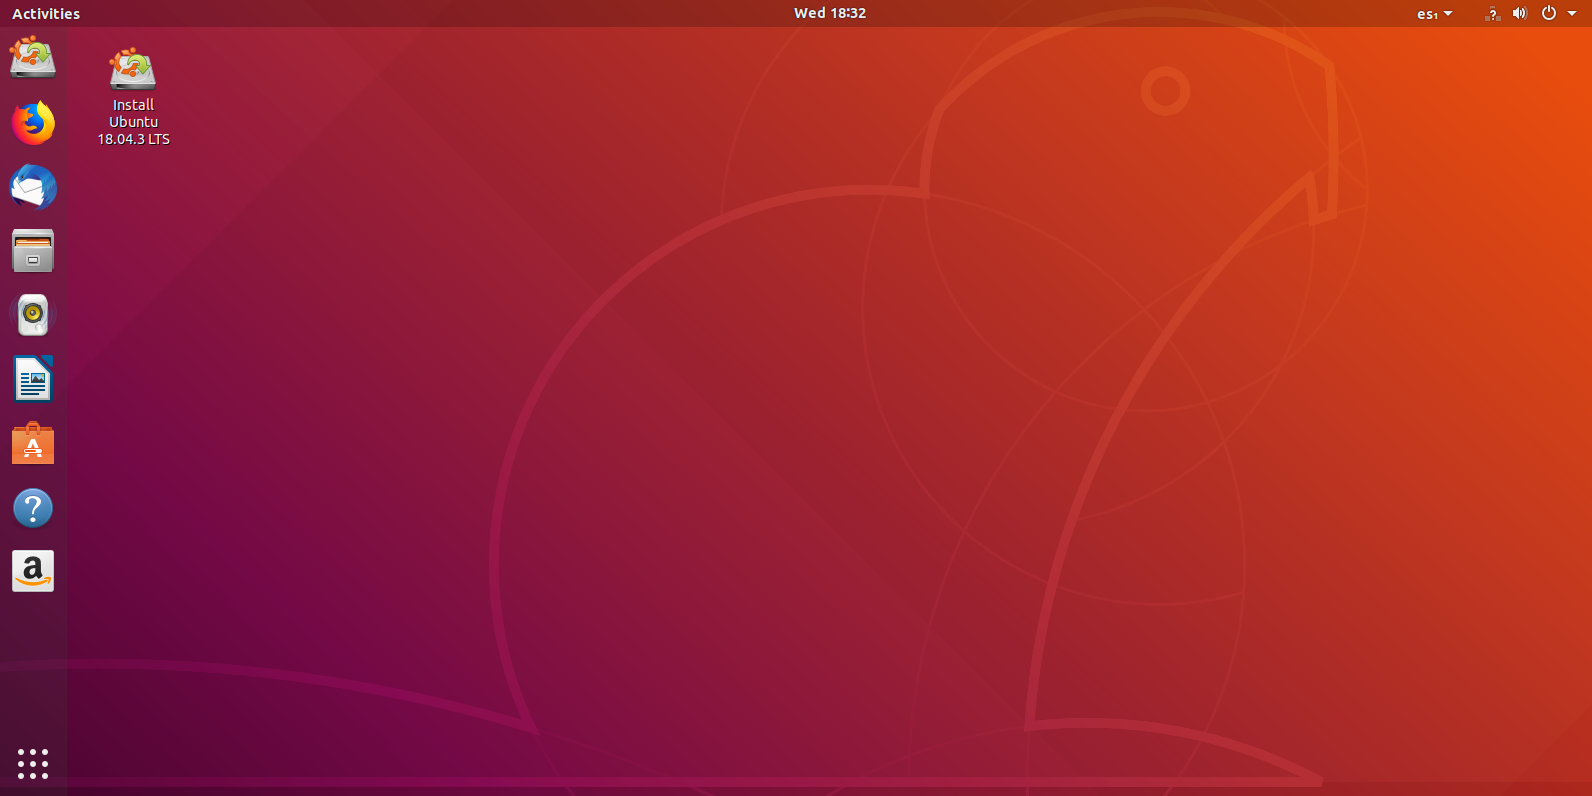 Activities
Wed 18:32
es₁
Install
Ubuntu
18.04.3 LTS